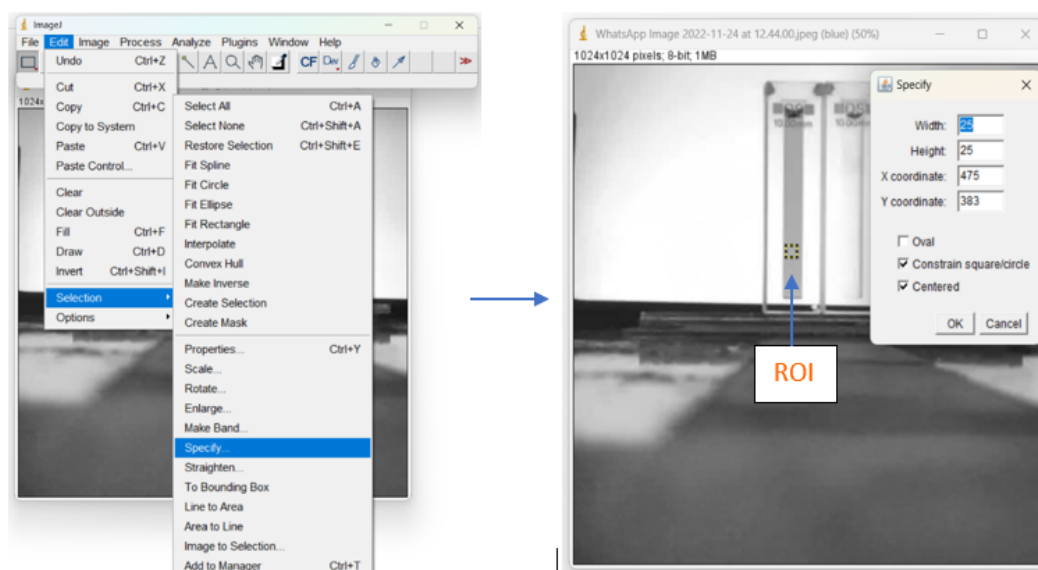 ImageJ
File Edit Image Process Analyze Plugins Window Help
CF Dev
Undo Ctrl+Z
Cut Ctrl+X
Copy Ctrl+C
Copy to System
Paste Ctrl+V
Paste Control...
Clear
Clear Outside
Fill Ctrl+F
Draw Ctrl+D
Invert Ctrl+Shift+I
Selection
Options
Select All Ctrl+A
Select None Ctrl+Shift+A
Restore Selection Ctrl+Shift+E
Fit Spline
Fit Circle
Fit Ellipse
Fit Rectangle
Interpolate
Convex Hull
Make Inverse
Create Selection
Create Mask
Properties... Ctrl+Y
Scale...
Rotate...
Enlarge...
Make Band...
Specify...
Straighten...
To Bounding Box
Line to Area
Area to Line
Image to Selection...
Add to Manager Ctrl+T
WhatsApp Image 2022-11-24 at 12.44.00.jpeg (blue) (50%)
1024x1024 pixels; 8-bit; 1MB
Specify
Width: 25
Height: 25
X coordinate: 475
Y coordinate: 383
Oval
Constrain square/circle
Centered
OK Cancel
ROI